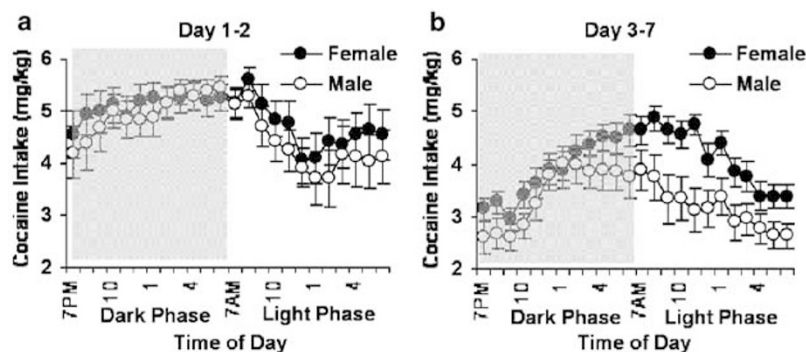 a
Day 1-2
Cocaine Intake (mg/kg)
6
5
4
3
2
Female
Male
7PM
10
1
4
7AM
10
1
4
Dark Phase
Light Phase
Time of Day
b
Day 3-7
Cocaine Intake (mg/kg)
6
5
4
3
2
Female
Male
7PM
10
1
4
7AM
10
1
4
Dark Phase
Light Phase
Time of Day